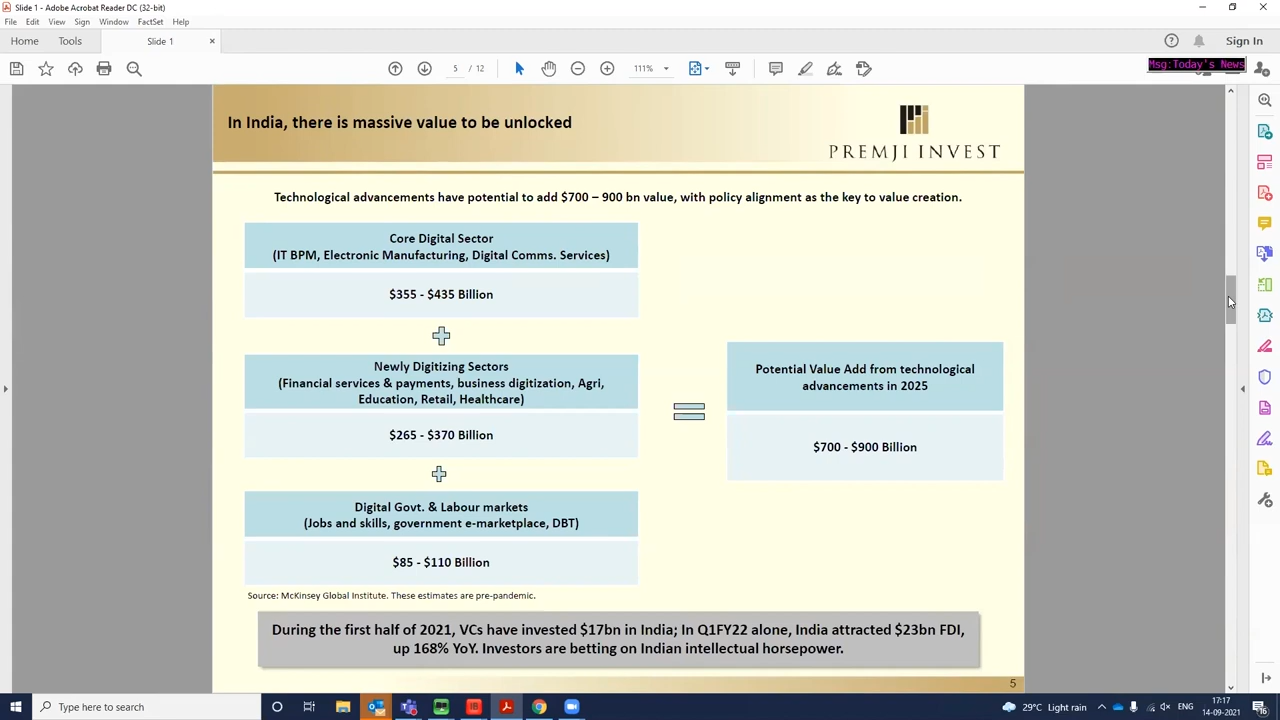 Slide 1 - Adobe Acrobat Reader DC (32-bit)
File Edit View Sign Window FactSet Help
Home Tools Slide 1 × Sign In
5 / 12 111% Msg:Today's News
In India, there is massive value to be unlocked
PREMJI INVEST
Technological advancements have potential to add $700 – 900 bn value, with policy alignment as the key to value creation.
Core Digital Sector
(IT BPM, Electronic Manufacturing, Digital Comms. Services)
$355 - $435 Billion
Newly Digitizing Sectors
(Financial services & payments, business digitization, Agri,
Education, Retail, Healthcare)
$265 - $370 Billion
Digital Govt. & Labour markets
(Jobs and skills, government e-marketplace, DBT)
$85 - $110 Billion
Potential Value Add from technological
advancements in 2025
$700 - $900 Billion
Source: McKinsey Global Institute. These estimates are pre-pandemic.
During the first half of 2021, VCs have invested $17bn in India; In Q1FY22 alone, India attracted $23bn FDI,
up 168% YoY. Investors are betting on Indian intellectual horsepower.
5
Type here to search
29°C Light rain
ENG
17:17
14-09-2021
16